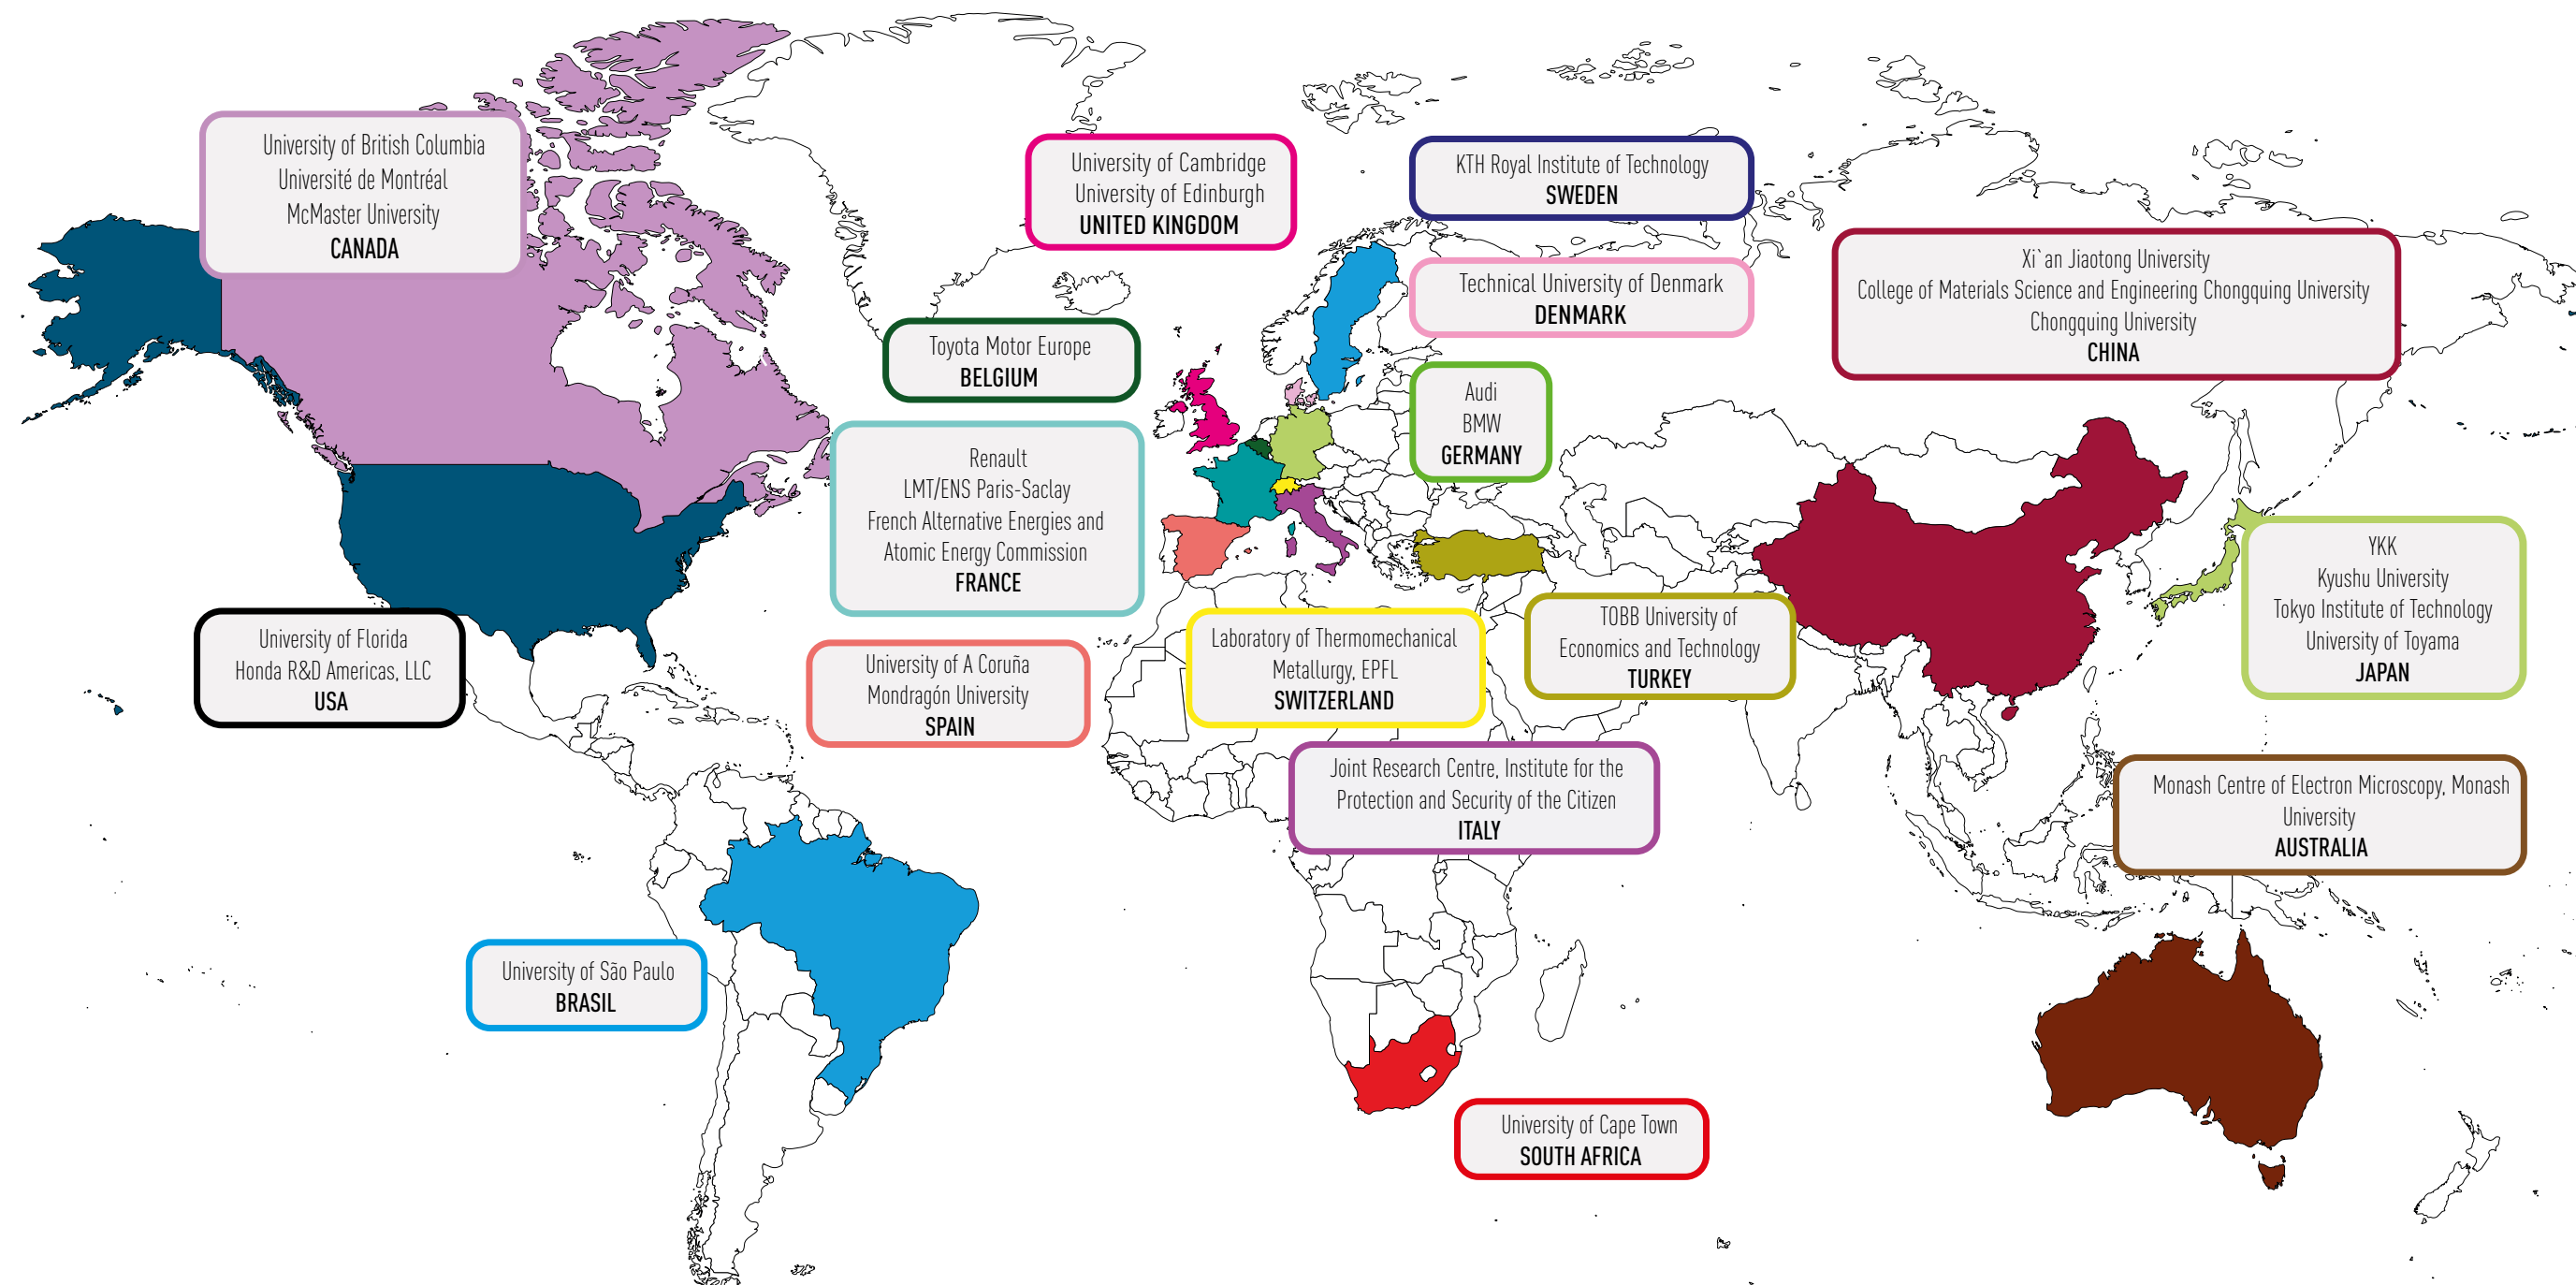 University of British Columbia
Université de Montréal
McMaster University
CANADA
University of Cambridge
University of Edinburgh
UNITED KINGDOM
KTH Royal Institute of Technology
SWEDEN
Technical University of Denmark
DENMARK
Xi`an Jiaotong University
College of Materials Science and Engineering Chongquing University
Chongquing University
CHINA
Toyota Motor Europe
BELGIUM
Audi
BMW
GERMANY
Renault
LMT/ENS Paris-Saclay
French Alternative Energies and
Atomic Energy Commission
FRANCE
YKK
Kyushu University
Tokyo Institute of Technology
University of Toyama
JAPAN
University of Florida
Honda R&D Americas, LLC
USA
University of A Coruña
Mondragón University
SPAIN
Laboratory of Thermomechanical
Metallurgy, EPFL
SWITZERLAND
TOBB University of
Economics and Technology
TURKEY
Joint Research Centre, Institute for the
Protection and Security of the Citizen
ITALY
Monash Centre of Electron Microscopy, Monash
University
AUSTRALIA
University of São Paulo
BRASIL
University of Cape Town
SOUTH AFRICA